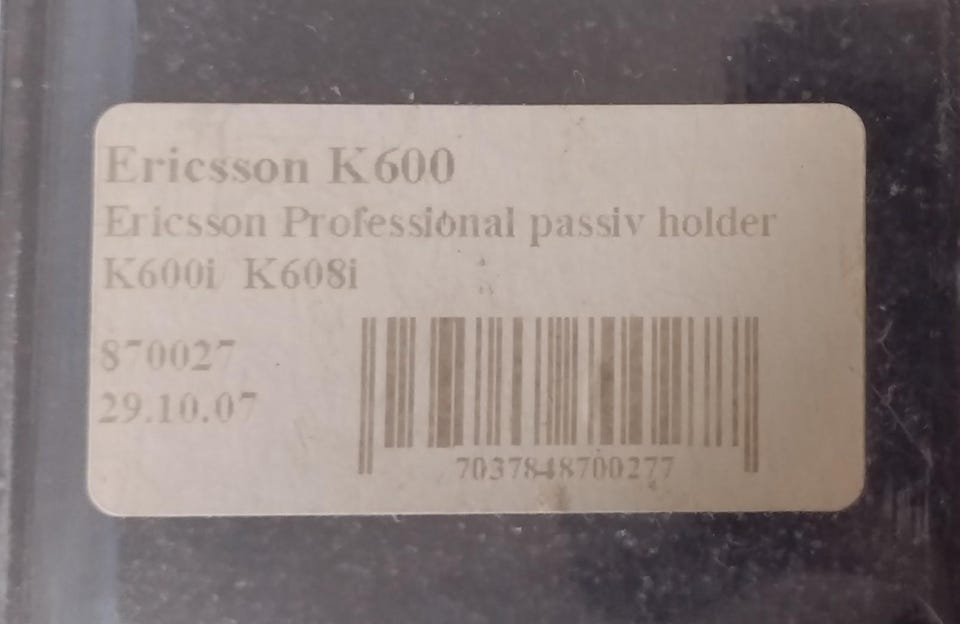 Ericsson K600
Ericsson Professional passiv holder
K600i K608i
870027
29.10.07
7037848700277